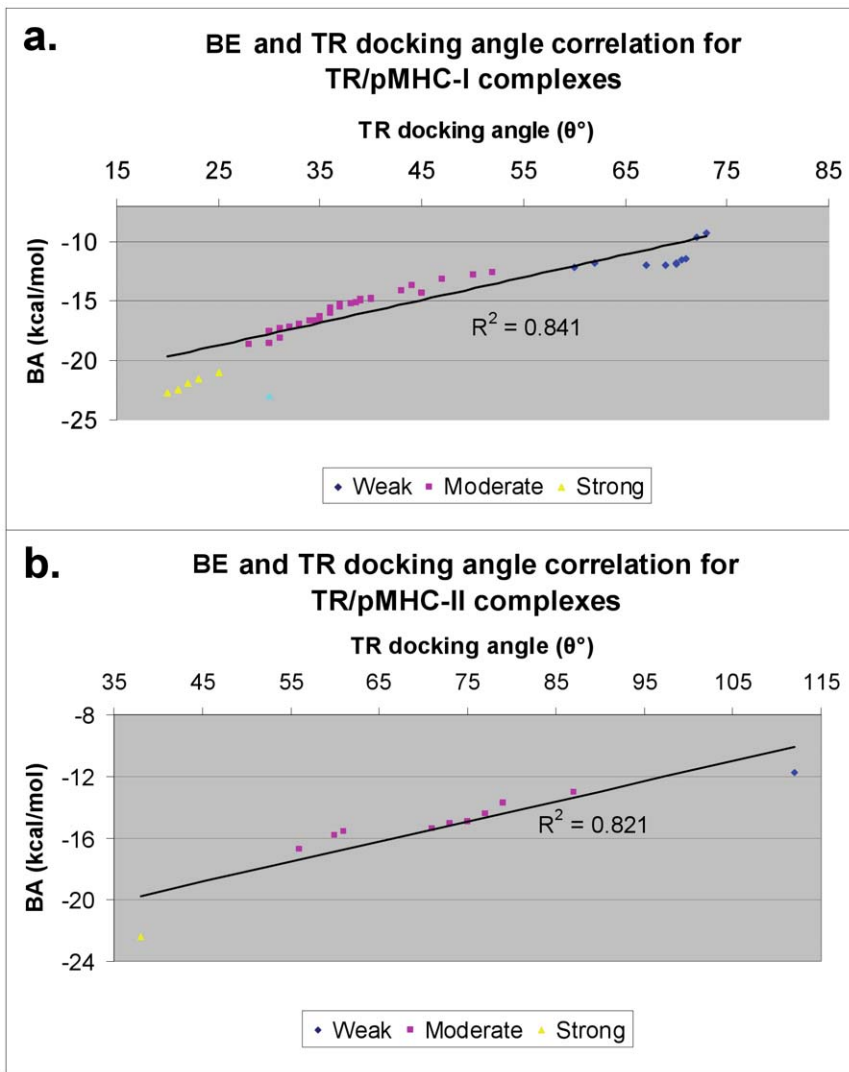 a.
BE and TR docking angle correlation for
TR/pMHC-I complexes
TR docking angle (θ°)
15 25 35 45 55 65 75 85
-10
-15
-20
-25
BA (kcal/mol)
R² = 0.841
Weak Moderate Strong
b.
BE and TR docking angle correlation for
TR/pMHC-II complexes
TR docking angle (θ°)
35 45 55 65 75 85 95 105 115
-8
-12
-16
-20
-24
BA (kcal/mol)
R² = 0.821
Weak Moderate Strong